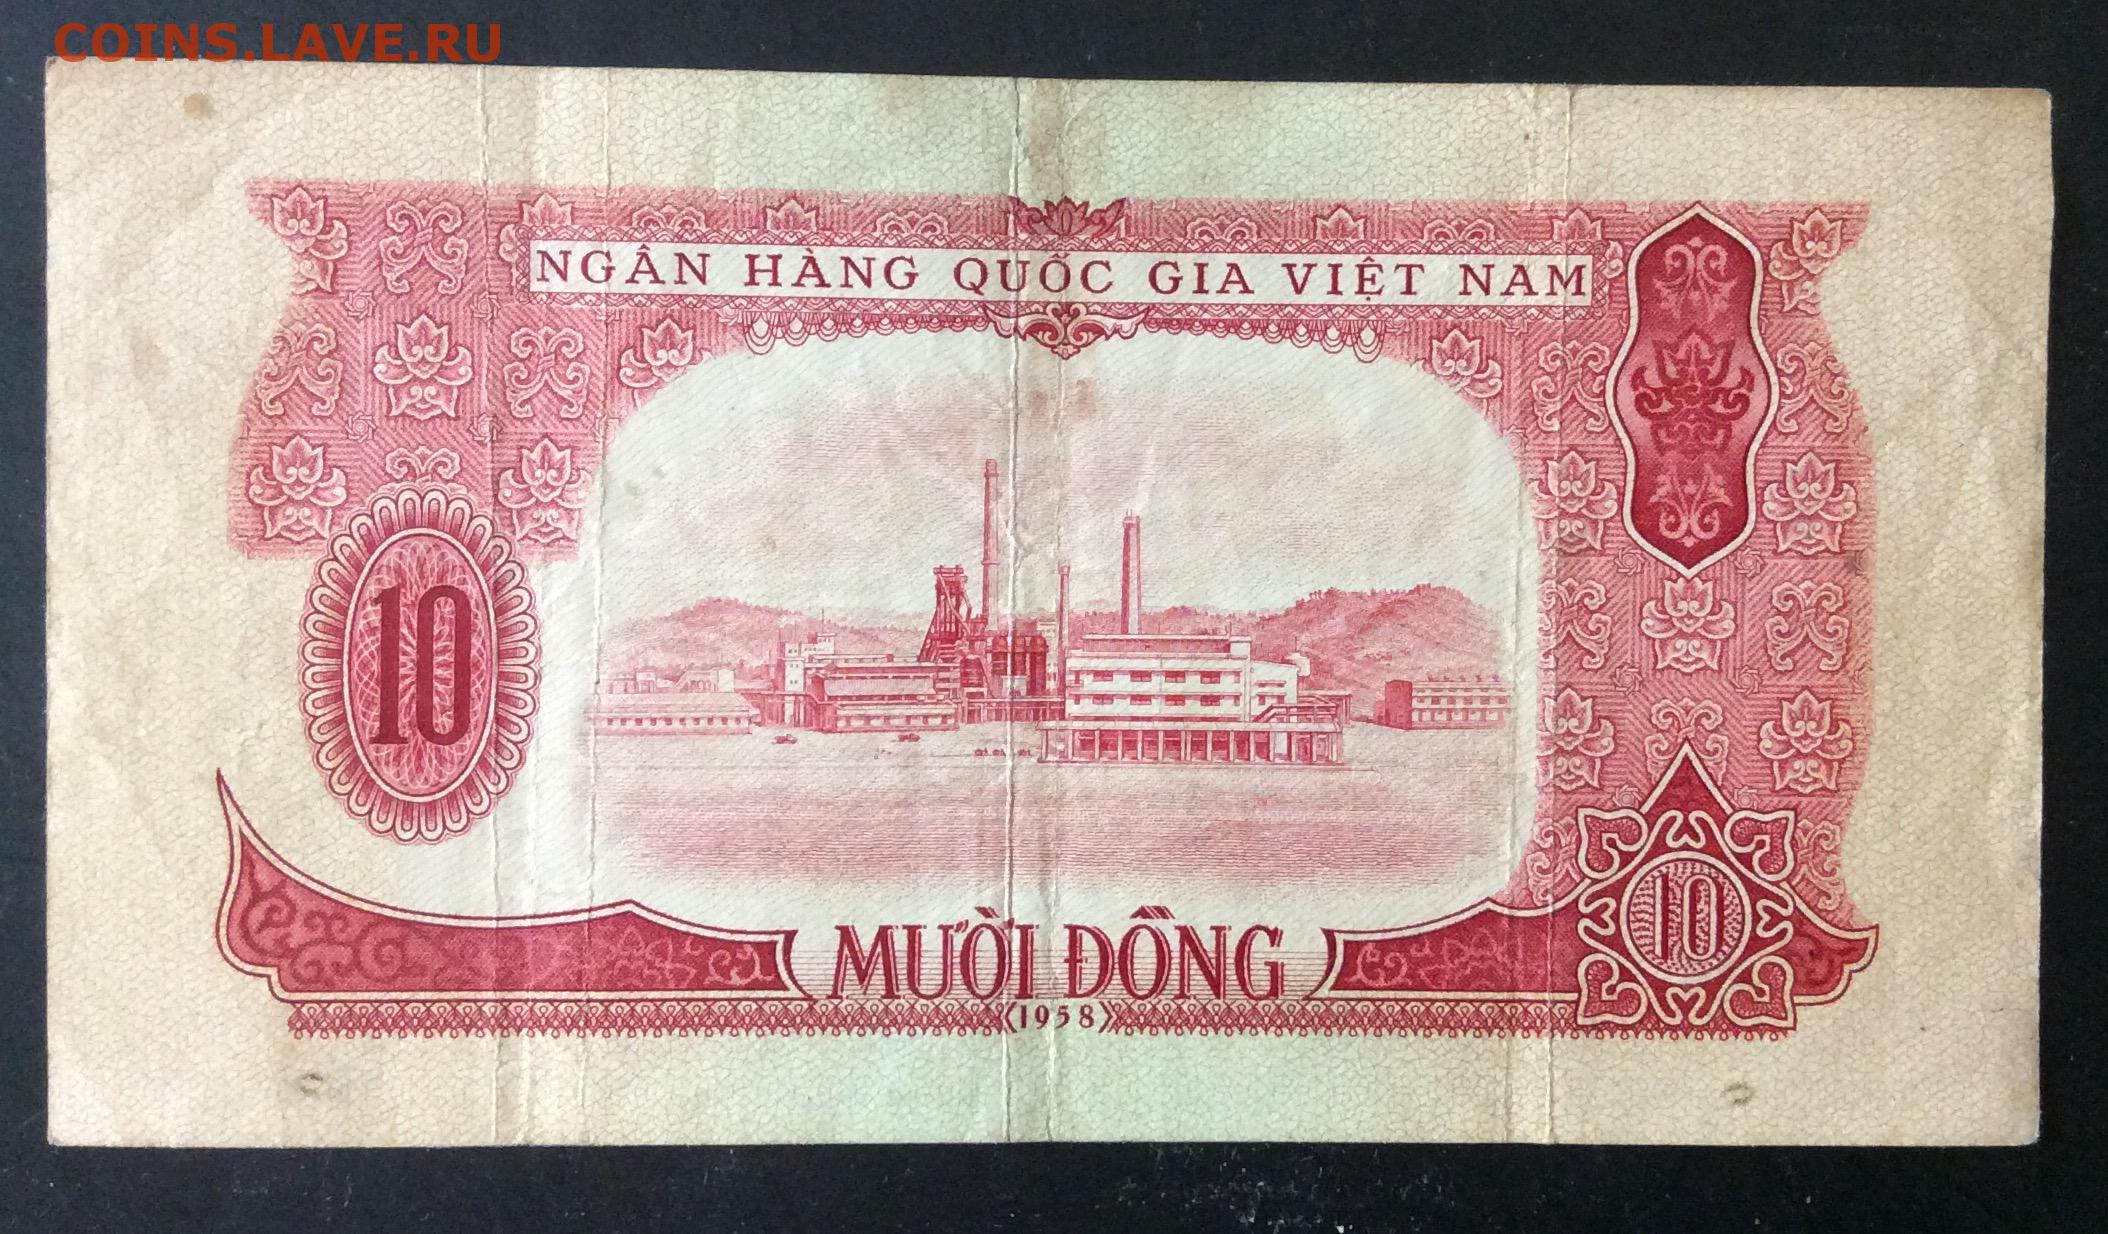 COINS.LAVE.RU
NGÂN HÀNG QUỐC GIA VIỆT NAM
10
10
MƯỜI ĐỒNG
1958